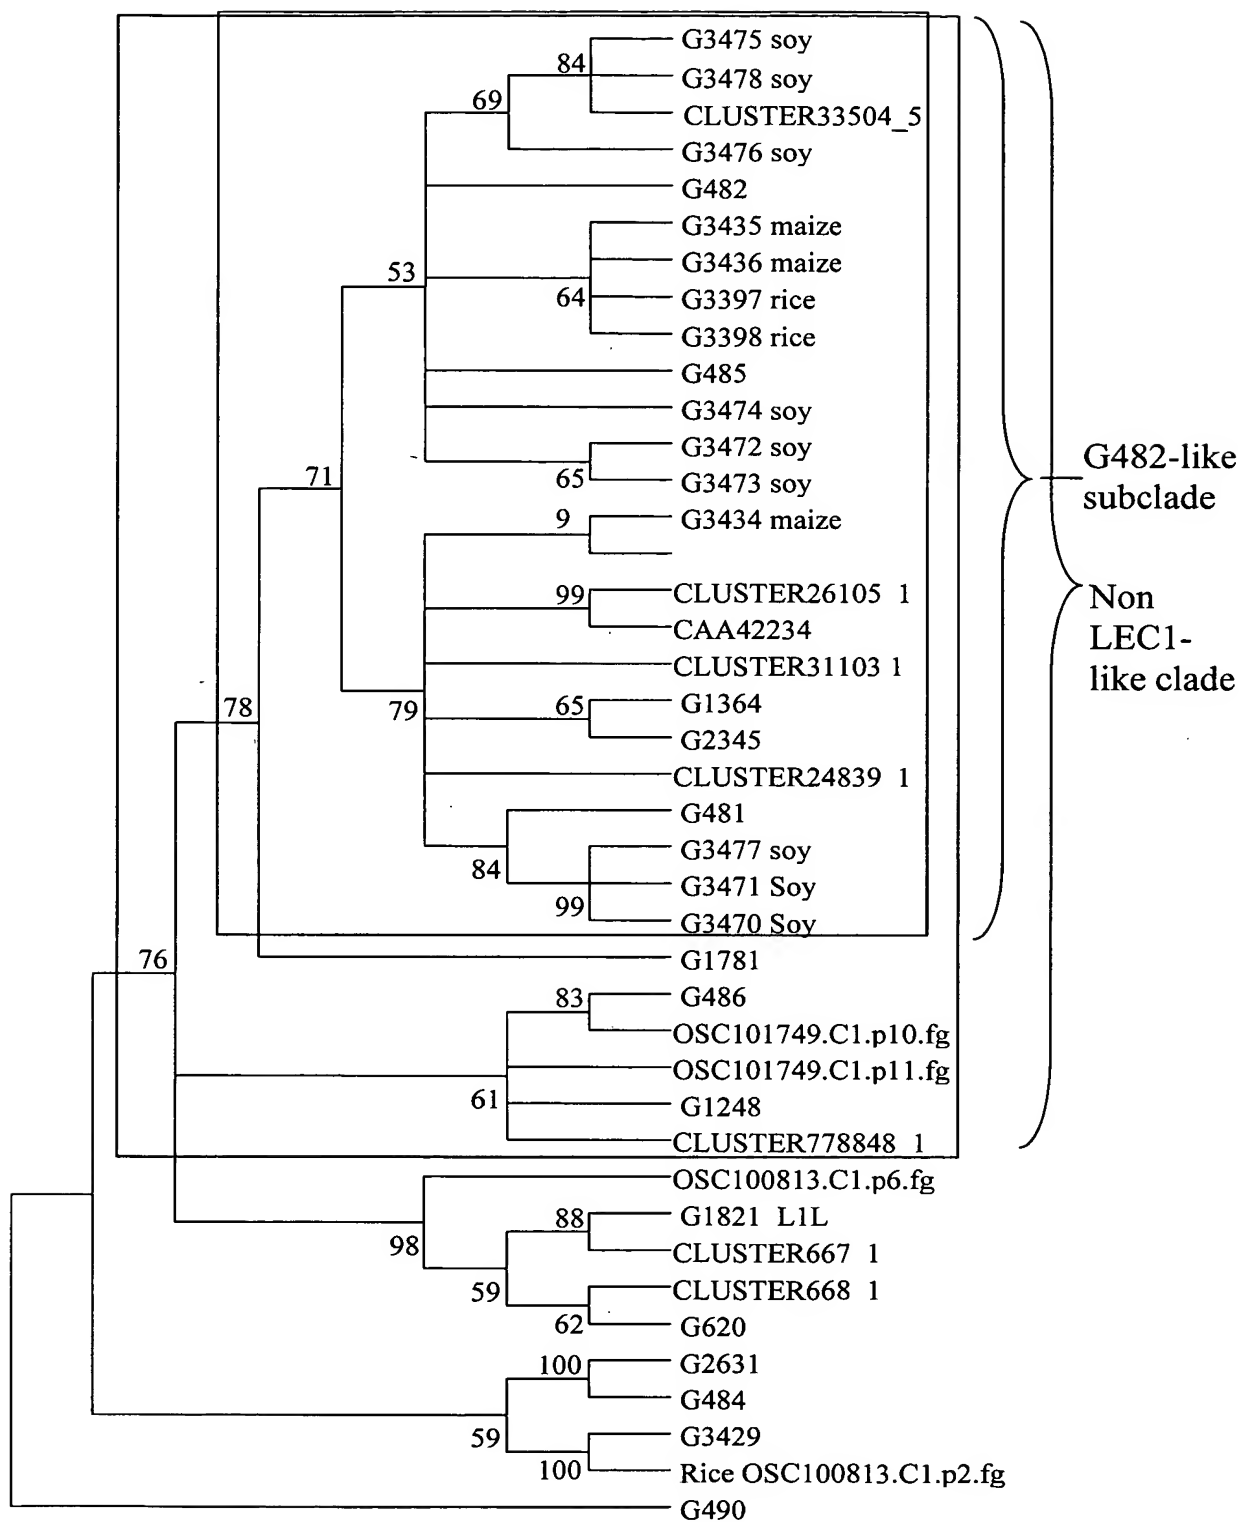 G3475 soy
84
G3478 soy
69
CLUSTER33504_5
G3476 soy
G482
G3435 maize
53
G3436 maize
64
G3397 rice
G3398 rice
G485
G3474 soy
G3472 soy
71
65
G3473 soy
G482-like
subclade
9
G3434 maize
99
CLUSTER26105 1
CAA42234
Non
LEC1-
like clade
CLUSTER31103 1
78
79
65
G1364
G2345
CLUSTER24839 1
G481
84
G3477 soy
G3471 Soy
99
G3470 Soy
76
G1781
83
G486
OSC101749.C1.p10.fg
OSC101749.C1.p11.fg
61
G1248
CLUSTER778848 1
OSC100813.C1.p6.fg
88
G1821 L1L
98
CLUSTER667 1
59
CLUSTER668 1
62
G620
100
G2631
G484
59
G3429
100
Rice OSC100813.C1.p2.fg
G490